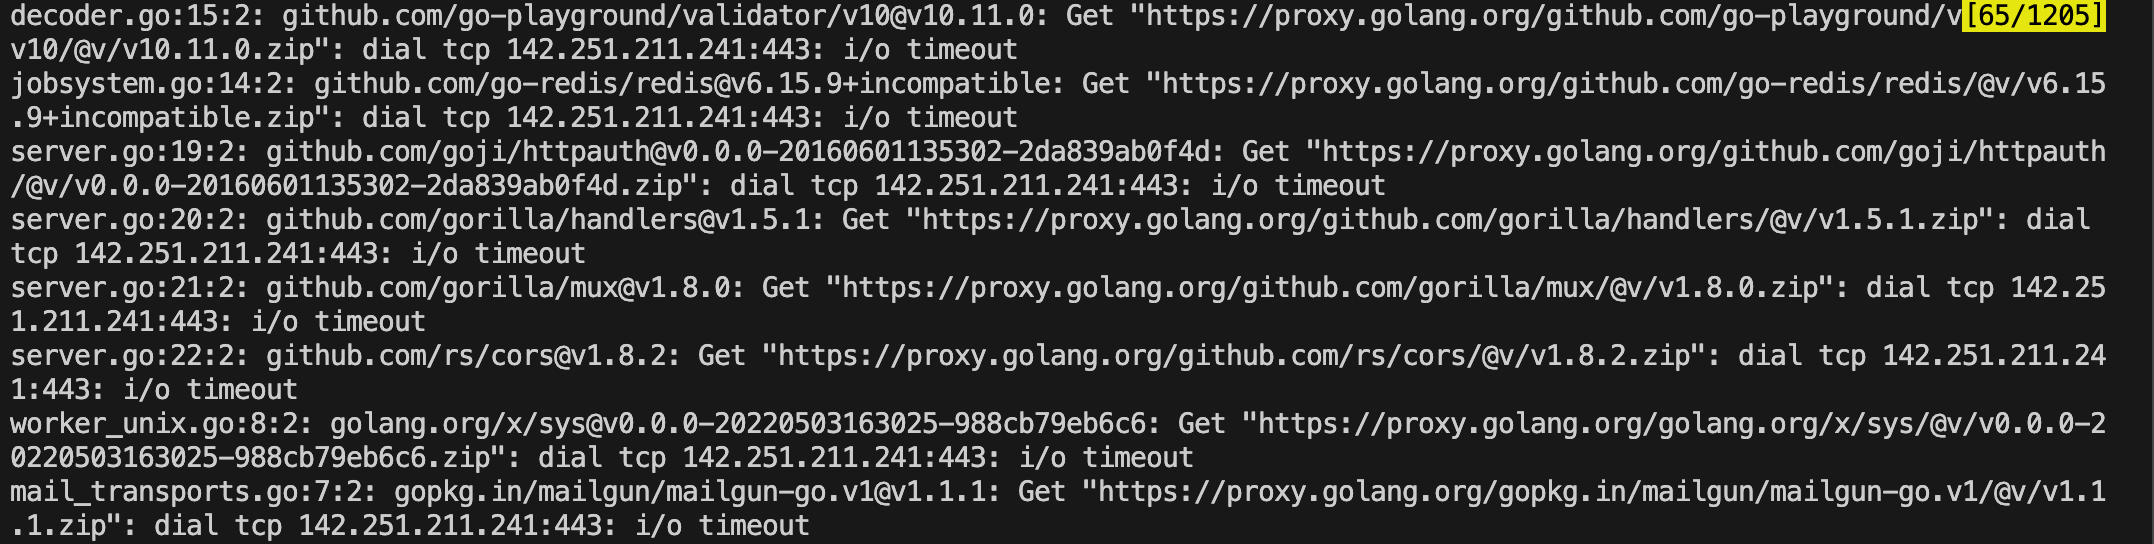 decoder.go:15:2: github.com/go-playground/validator/v10@v10.11.0: Get "https://proxy.golang.org/github.com/go-playground/v[65/1205]
v10/@v/v10.11.0.zip": dial tcp 142.251.211.241:443: i/o timeout
jobsystem.go:14:2: github.com/go-redis/redis@v6.15.9+incompatible: Get "https://proxy.golang.org/github.com/go-redis/redis/@v/v6.15
.9+incompatible.zip": dial tcp 142.251.211.241:443: i/o timeout
server.go:19:2: github.com/goji/httpauth@v0.0.0-20160601135302-2da839ab0f4d: Get "https://proxy.golang.org/github.com/goji/httpauth
/@v/v0.0.0-20160601135302-2da839ab0f4d.zip": dial tcp 142.251.211.241:443: i/o timeout
server.go:20:2: github.com/gorilla/handlers@v1.5.1: Get "https://proxy.golang.org/github.com/gorilla/handlers/@v/v1.5.1.zip": dial
tcp 142.251.211.241:443: i/o timeout
server.go:21:2: github.com/gorilla/mux@v1.8.0: Get "https://proxy.golang.org/github.com/gorilla/mux/@v/v1.8.0.zip": dial tcp 142.25
1.211.241:443: i/o timeout
server.go:22:2: github.com/rs/cors@v1.8.2: Get "https://proxy.golang.org/github.com/rs/cors/@v/v1.8.2.zip": dial tcp 142.251.211.24
1:443: i/o timeout
worker_unix.go:8:2: golang.org/x/sys@v0.0.0-20220503163025-988cb79eb6c6: Get "https://proxy.golang.org/golang.org/x/sys/@v/v0.0.0-2
0220503163025-988cb79eb6c6.zip": dial tcp 142.251.211.241:443: i/o timeout
mail_transports.go:7:2: gopkg.in/mailgun/mailgun-go.v1@v1.1.1: Get "https://proxy.golang.org/gopkg.in/mailgun/mailgun-go.v1/@v/v1.1
.1.zip": dial tcp 142.251.211.241:443: i/o timeout